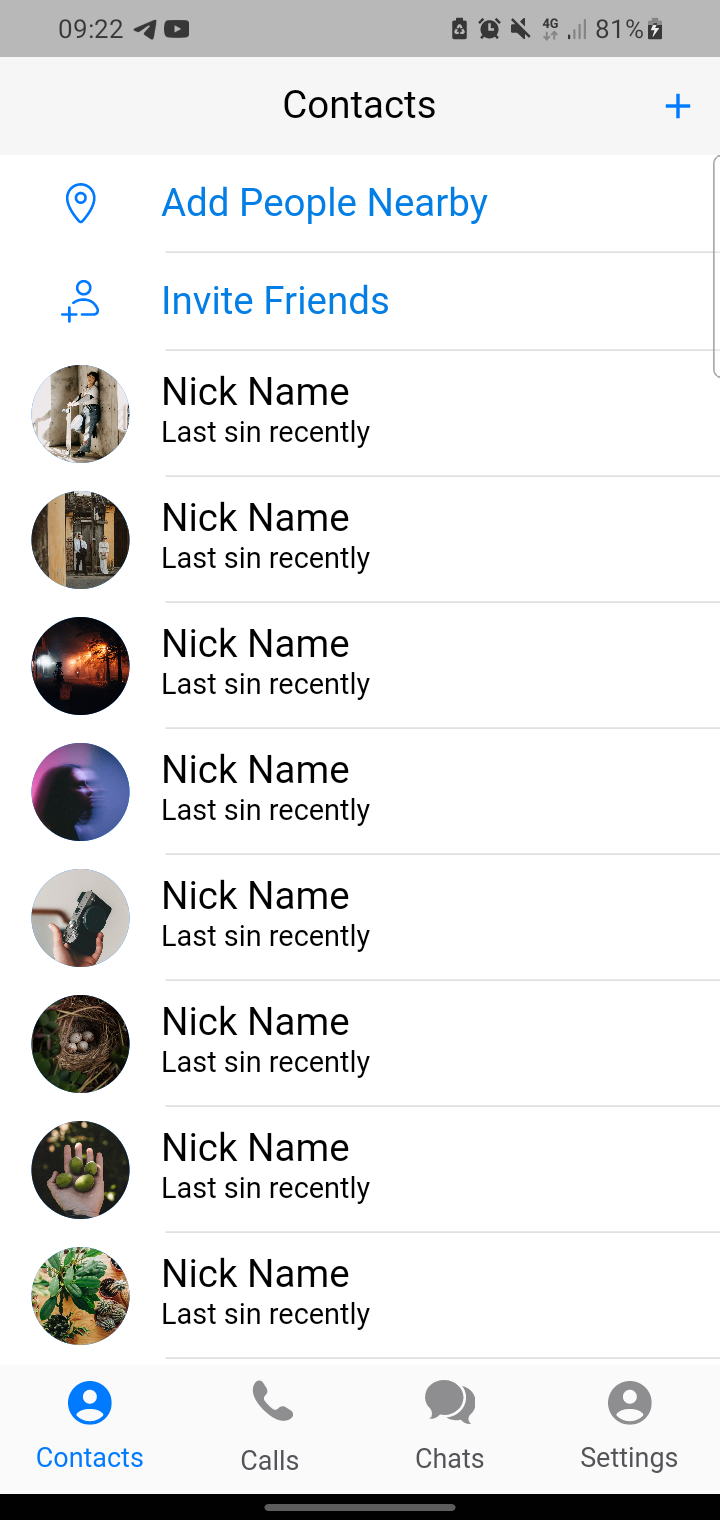 09:22
4G
81%
Contacts
+
Add People Nearby
Invite Friends
Nick Name
Last sin recently
Nick Name
Last sin recently
Nick Name
Last sin recently
Nick Name
Last sin recently
Nick Name
Last sin recently
Nick Name
Last sin recently
Nick Name
Last sin recently
Nick Name
Last sin recently
Contacts
Calls
Chats
Settings